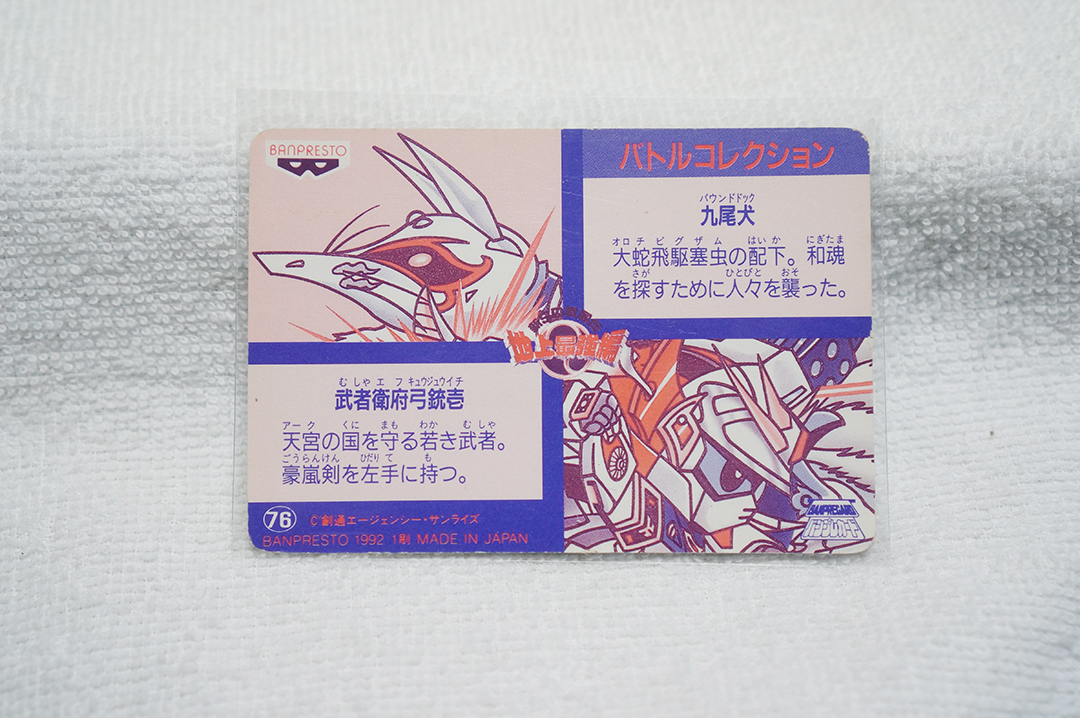 BANPRESTO
バトルコレクション
バウンドドック
九尾犬
オロチビグザム はいか にぎたま
大蛇飛駆塞虫の配下。和魂
さが ひとびと おそ
を探すために人々を襲った。
地上最強編
むしゃエフキュウジュウイチ
武者衛府弓銃壱
アーク くに まも わか むしゃ
天宮の国を守る若き武者。
ごうらんけん ひだりて も
豪嵐剣を左手に持つ。
76
©創通エージェンシー・サンライズ
BANPRESTO 1992 1刷 MADE IN JAPAN
BANPRECARD